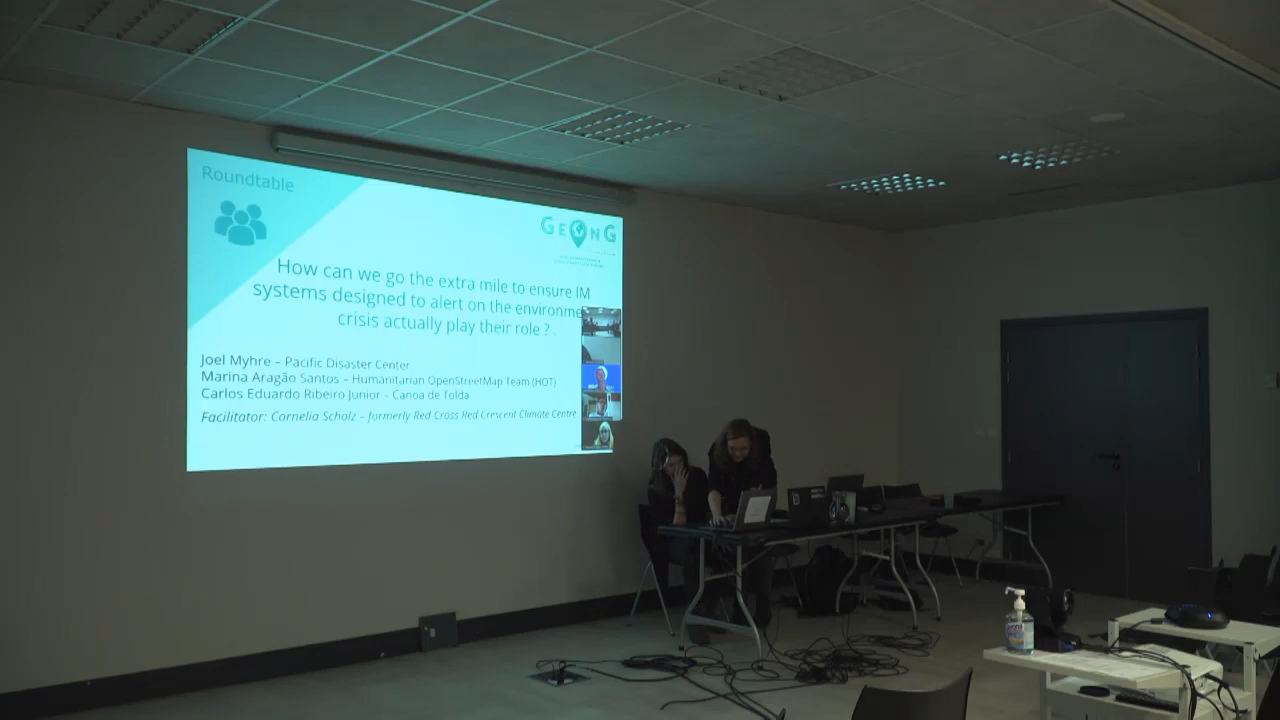 Roundtable
GEONG
How can we go the extra mile to ensure IM
systems designed to alert on the environme
crisis actually play their role ?
Joel Myhre – Pacific Disaster Center
Marina Aragão Santos – Humanitarian OpenStreetMap Team (HOT)
Carlos Eduardo Ribeiro Junior – Canoa de Tolda
Facilitator: Cornelia Scholz – formerly Red Cross Red Crescent Climate Centre